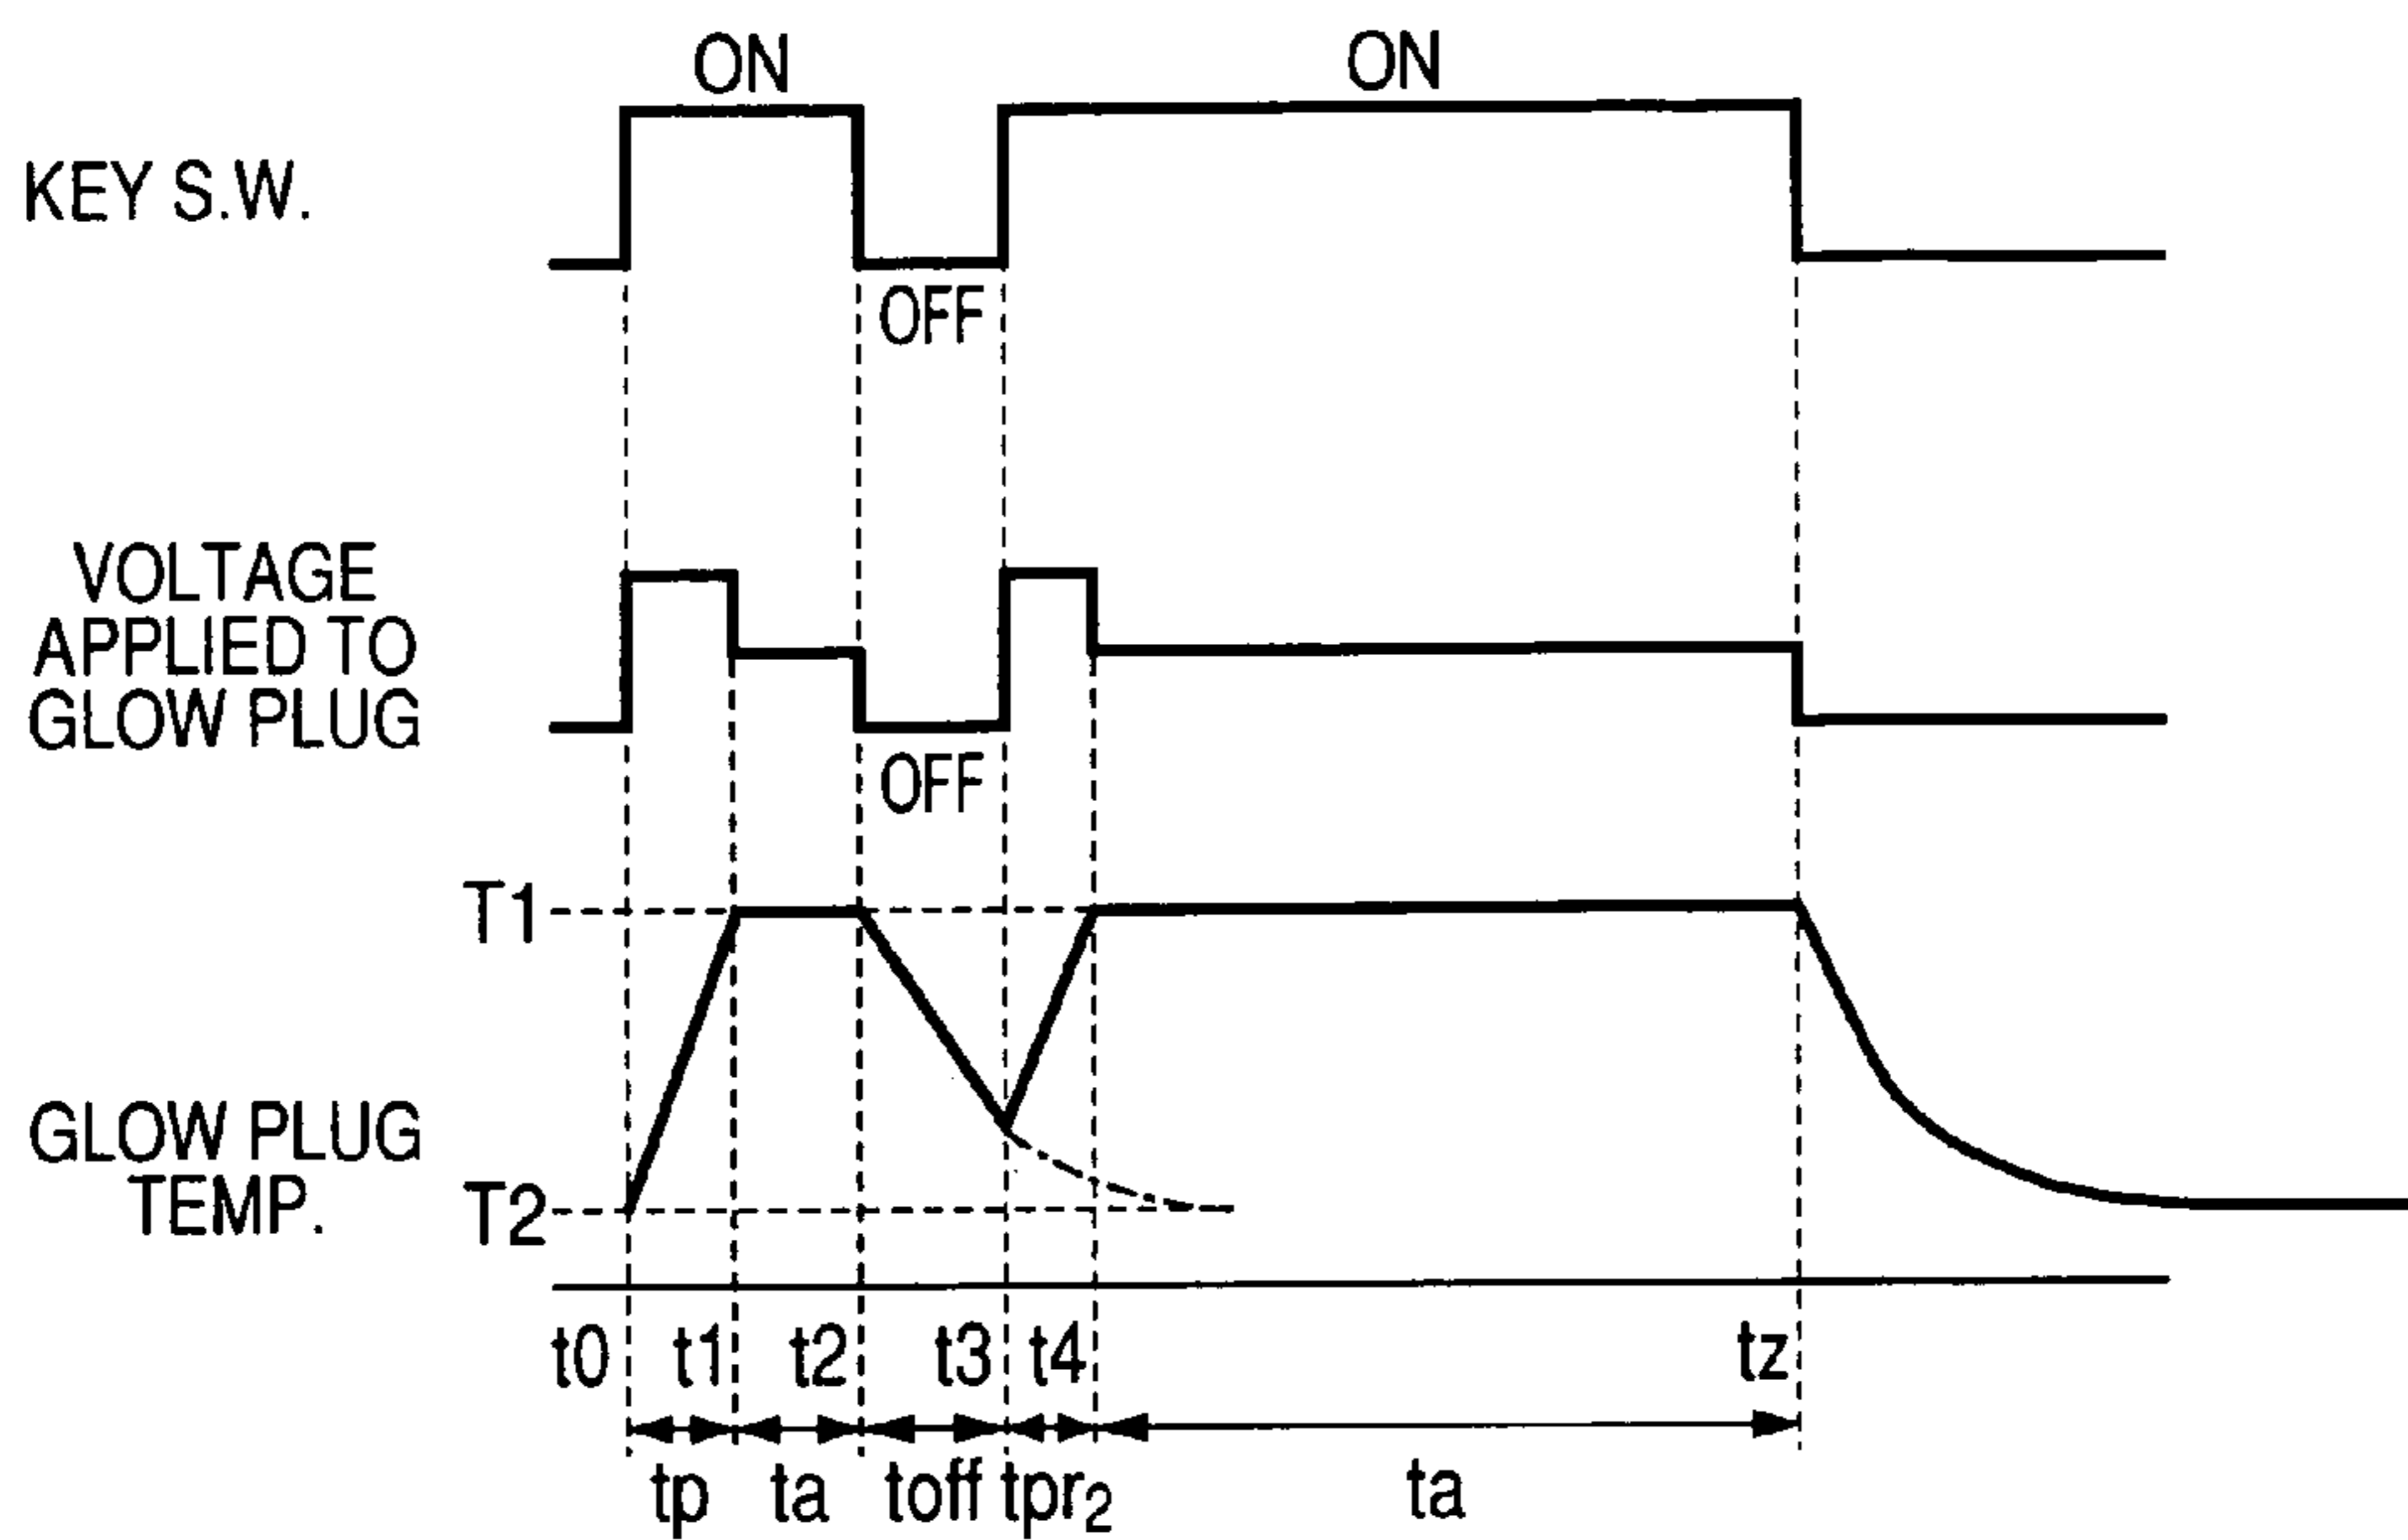 ON
ON
KEY S.W.
OFF
VOLTAGE
APPLIED TO
GLOW PLUG
OFF
T1
GLOW PLUG
TEMP.
T2
t0 t1 t2 t3 t4 tz
tp ta toff tpr2 ta